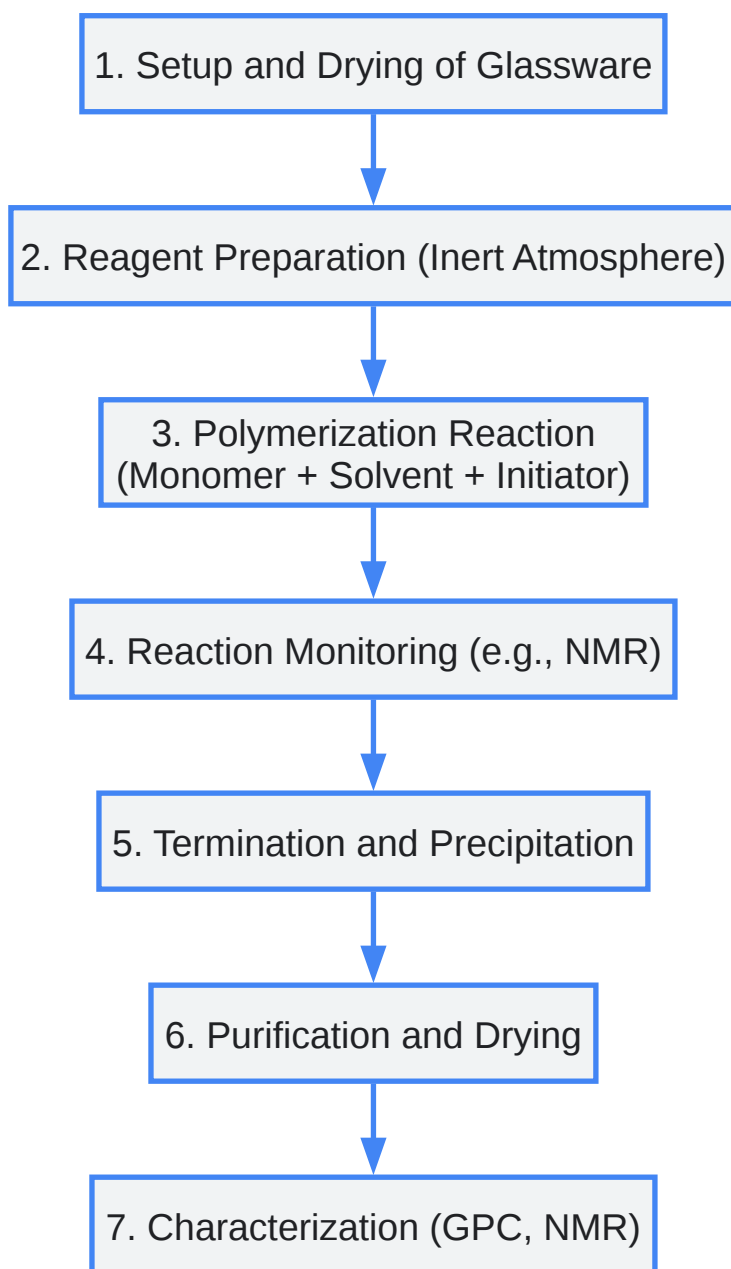 1. Setup and Drying of Glassware
2. Reagent Preparation (Inert Atmosphere)
3. Polymerization Reaction
(Monomer + Solvent + Initiator)
4. Reaction Monitoring (e.g., NMR)
5. Termination and Precipitation
6. Purification and Drying
7. Characterization (GPC, NMR)